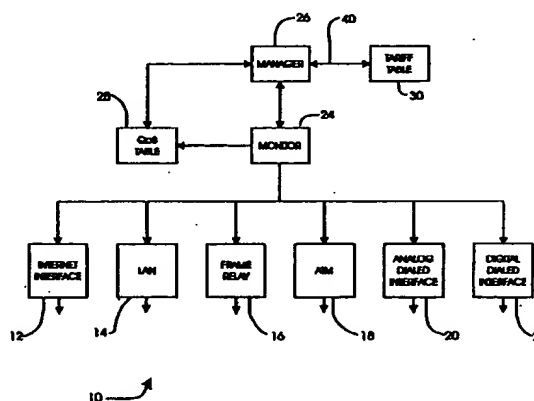 26
40
MANAGER
TARIFF
TABLE
30
28
24
QOS
TABLE
MONITOR
INTERNET
INTERFACE
LAN
FRAME
RELAY
ATM
ANALOG
DIALED
INTERFACE
DIGITAL
DIALED
INTERFACE
12
14
16
18
20
10